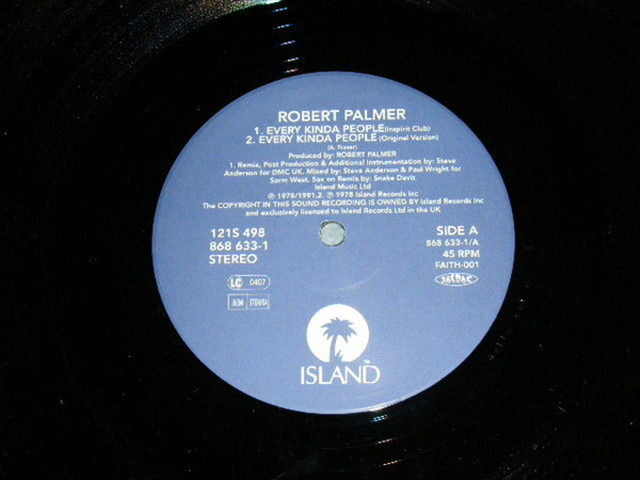 ROBERT PALMER
1. EVERY KINDA PEOPLE (Inspirit Club)
2. EVERY KINDA PEOPLE (Original Version)
(A. Fraser)
Produced by: ROBERT PALMER
1. Remix, Post Production & Additional Instrumentation by: Steve
Anderson for DMC UK. Mixed by: Steve Anderson & Paul Wright for
Sarm West. Sax on Remix by: Snake Davis
Island Music Ltd
℗ 1978/1991,2. ℗ 1978 Island Records Inc
The COPYRIGHT IN THIS SOUND RECORDING IS OWNED BY Island Records Inc
and exclusively licensed to Island Records Ltd in the UK
12IS 498
868 633-1
STEREO
SIDE A
868 633-1/A
45 RPM
FAITH-001
LC 0407
BIEM STEMRA
ISLAND
TM